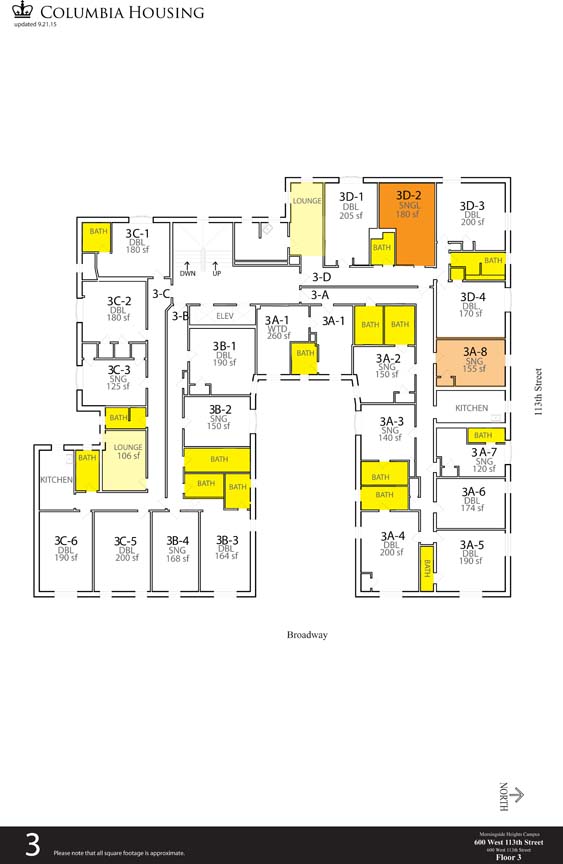 COLUMBIA HOUSING
updated 9.21.15
LOUNGE
3D-1
DBL
205 sf
3D-2
SNGL
180 sf
BATH
3D-3
DBL
200 sf
BATH
3D-4
DBL
170 sf
BATH
3C-1
DBL
180 sf
DWN
UP
3-D
3-A
3-C
3-B
ELEV
3C-2
DBL
180 sf
3A-1
WTD
260 sf
3A-1
BATH
BATH
BATH
3B-1
DBL
190 sf
3A-2
SNG
150 sf
3A-8
SNG
155 sf
3C-3
SNG
125 sf
3B-2
SNG
150 sf
3A-3
SNG
140 sf
KITCHEN
113th Street
BATH
LOUNGE
106 sf
BATH
KITCHEN
BATH
BATH
BATH
BATH
3 A-7
SNG
120 sf
BATH
BATH
3A-6
DBL
174 sf
3C-6
DBL
190 sf
3C-5
DBL
200 sf
3B-4
SNG
168 sf
3B-3
DBL
164 sf
3A-4
DBL
200 sf
BATH
3A-5
DBL
190 sf
Broadway
NORTH
3
Please note that all square footage is approximate.
Morningside Heights Campus
600 West 113th Street
600 West 113th Street
Floor 3